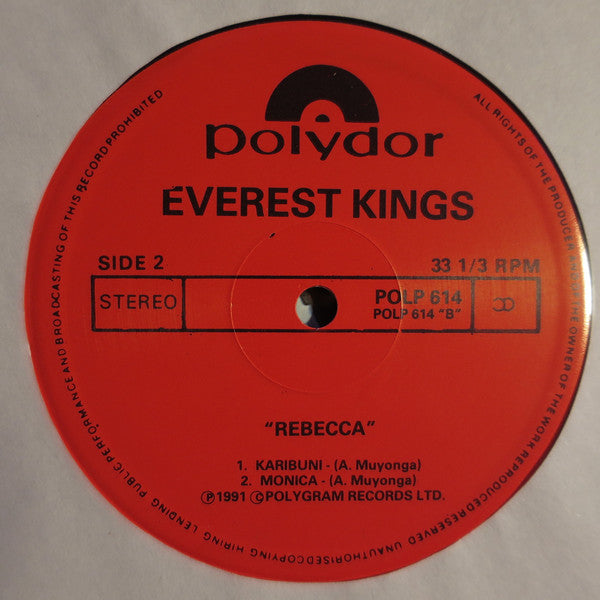 polydor
EVEREST KINGS
SIDE 2
33 1/3 RPM
STEREO
POLP 614
POLP 614 "B"
"REBECCA"
1. KARIBUNI - (A. Muyonga)
2. MONICA - (A. Muyonga)
Ⓟ1991 ©POLYGRAM RECORDS LTD.
ALL RIGHTS OF THE PRODUCER AND OF THE OWNER OF THE WORK REPRODUCED RESERVED UNAUTHORISED COPYING HIRING LENDING PUBLIC PERFORMANCE AND BROADCASTING OF THIS RECORD PROHIBITED